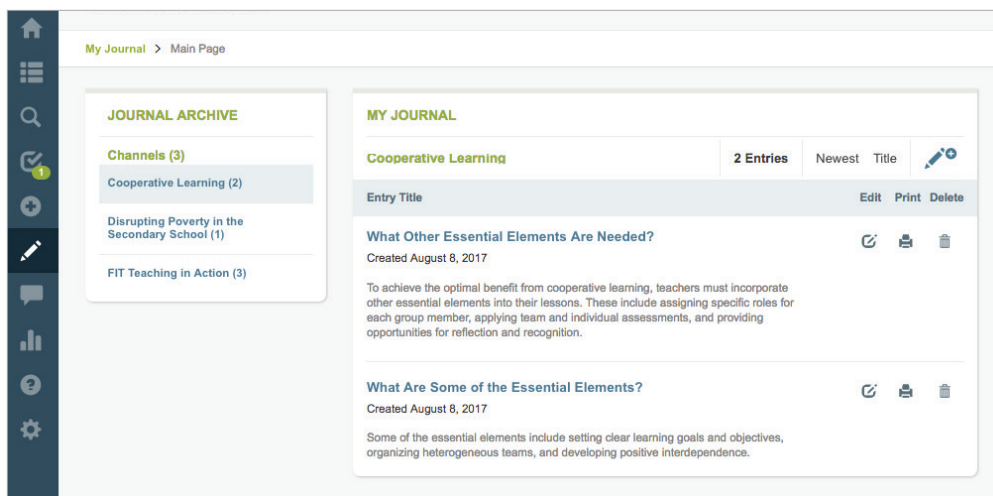 My Journal > Main Page
JOURNAL ARCHIVE
Channels (3)
Cooperative Learning (2)
Disrupting Poverty in the
Secondary School (1)
FIT Teaching in Action (3)
1
MY JOURNAL
Cooperative Learning 2 Entries Newest Title
Entry Title Edit Print Delete
What Other Essential Elements Are Needed?
Created August 8, 2017
To achieve the optimal benefit from cooperative learning, teachers must incorporate
other essential elements into their lessons. These include assigning specific roles for
each group member, applying team and individual assessments, and providing
opportunities for reflection and recognition.
What Are Some of the Essential Elements?
Created August 8, 2017
Some of the essential elements include setting clear learning goals and objectives,
organizing heterogeneous teams, and developing positive interdependence.